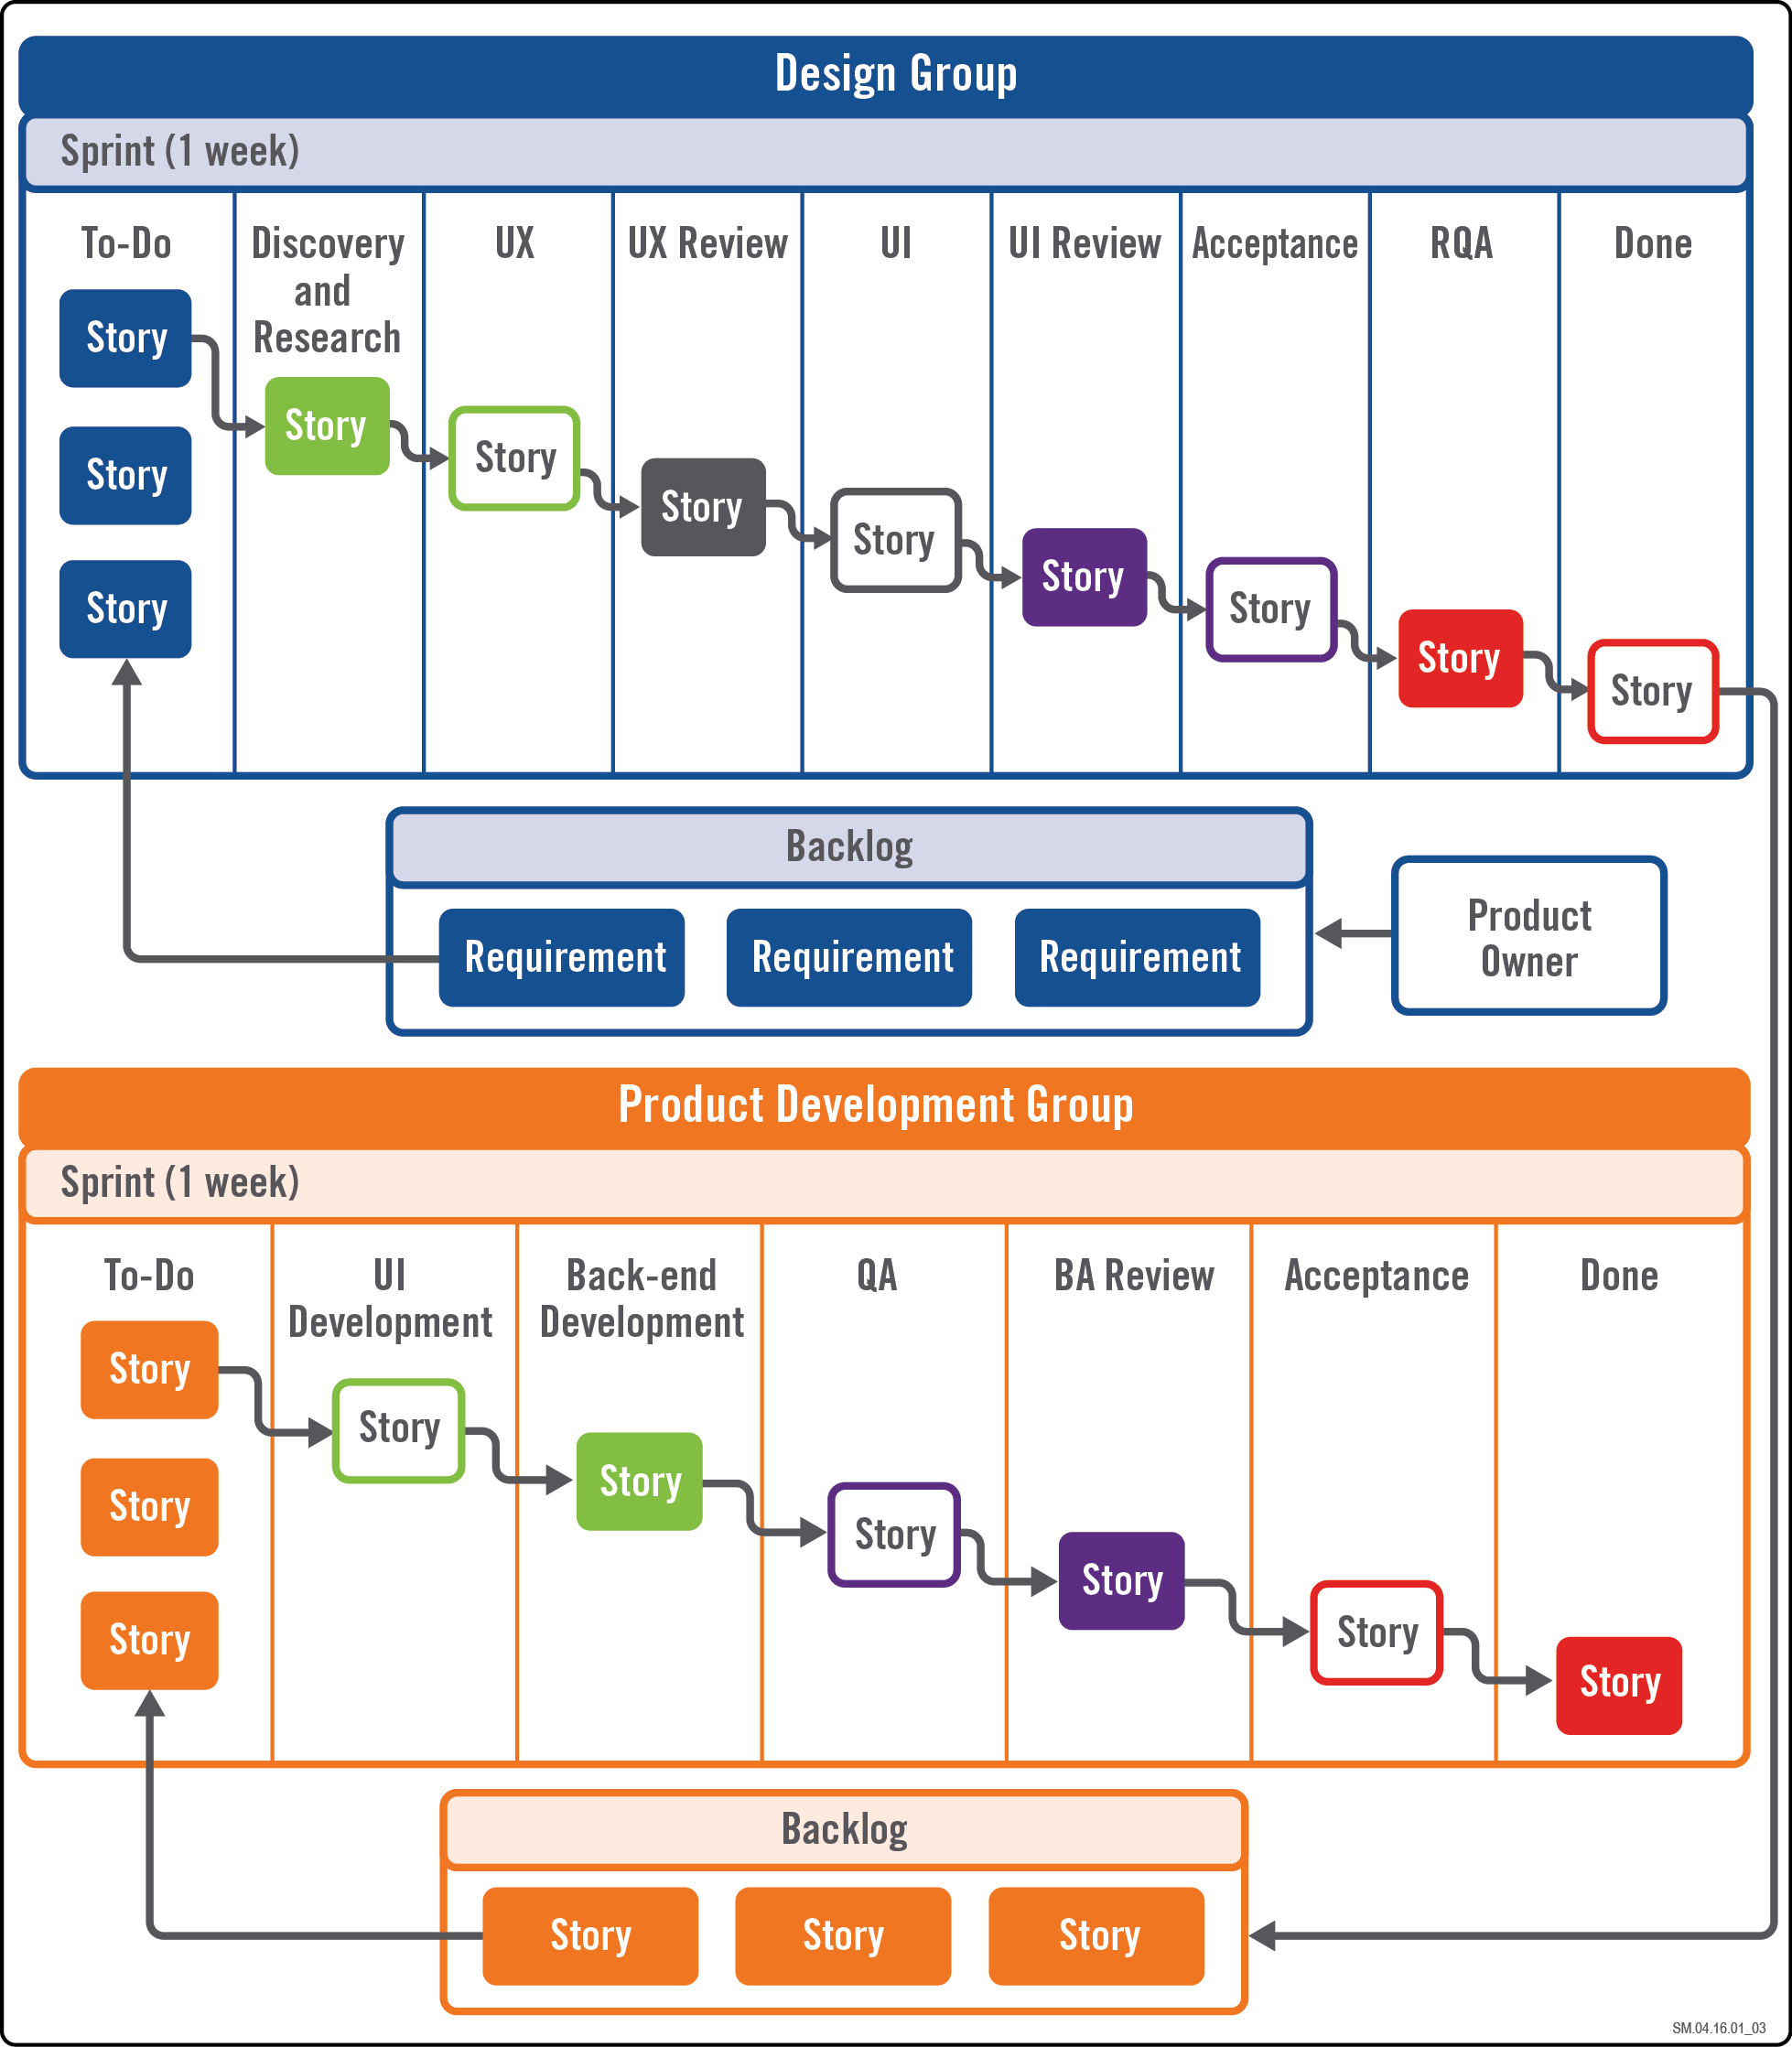 Design Group
Sprint (1 week)
To-Do
Discovery
and
Research
UX
UX Review
UI
UI Review
Acceptance
RQA
Done
Story
Story
Story
Story
Story
Story
Story
Story
Story
Story
Story
Backlog
Requirement
Requirement
Requirement
Product
Owner
Product Development Group
Sprint (1 week)
To-Do
UI
Development
Back-end
Development
QA
BA Review
Acceptance
Done
Story
Story
Story
Story
Story
Story
Story
Story
Story
Backlog
Story
Story
Story
SM.04.16.01_03